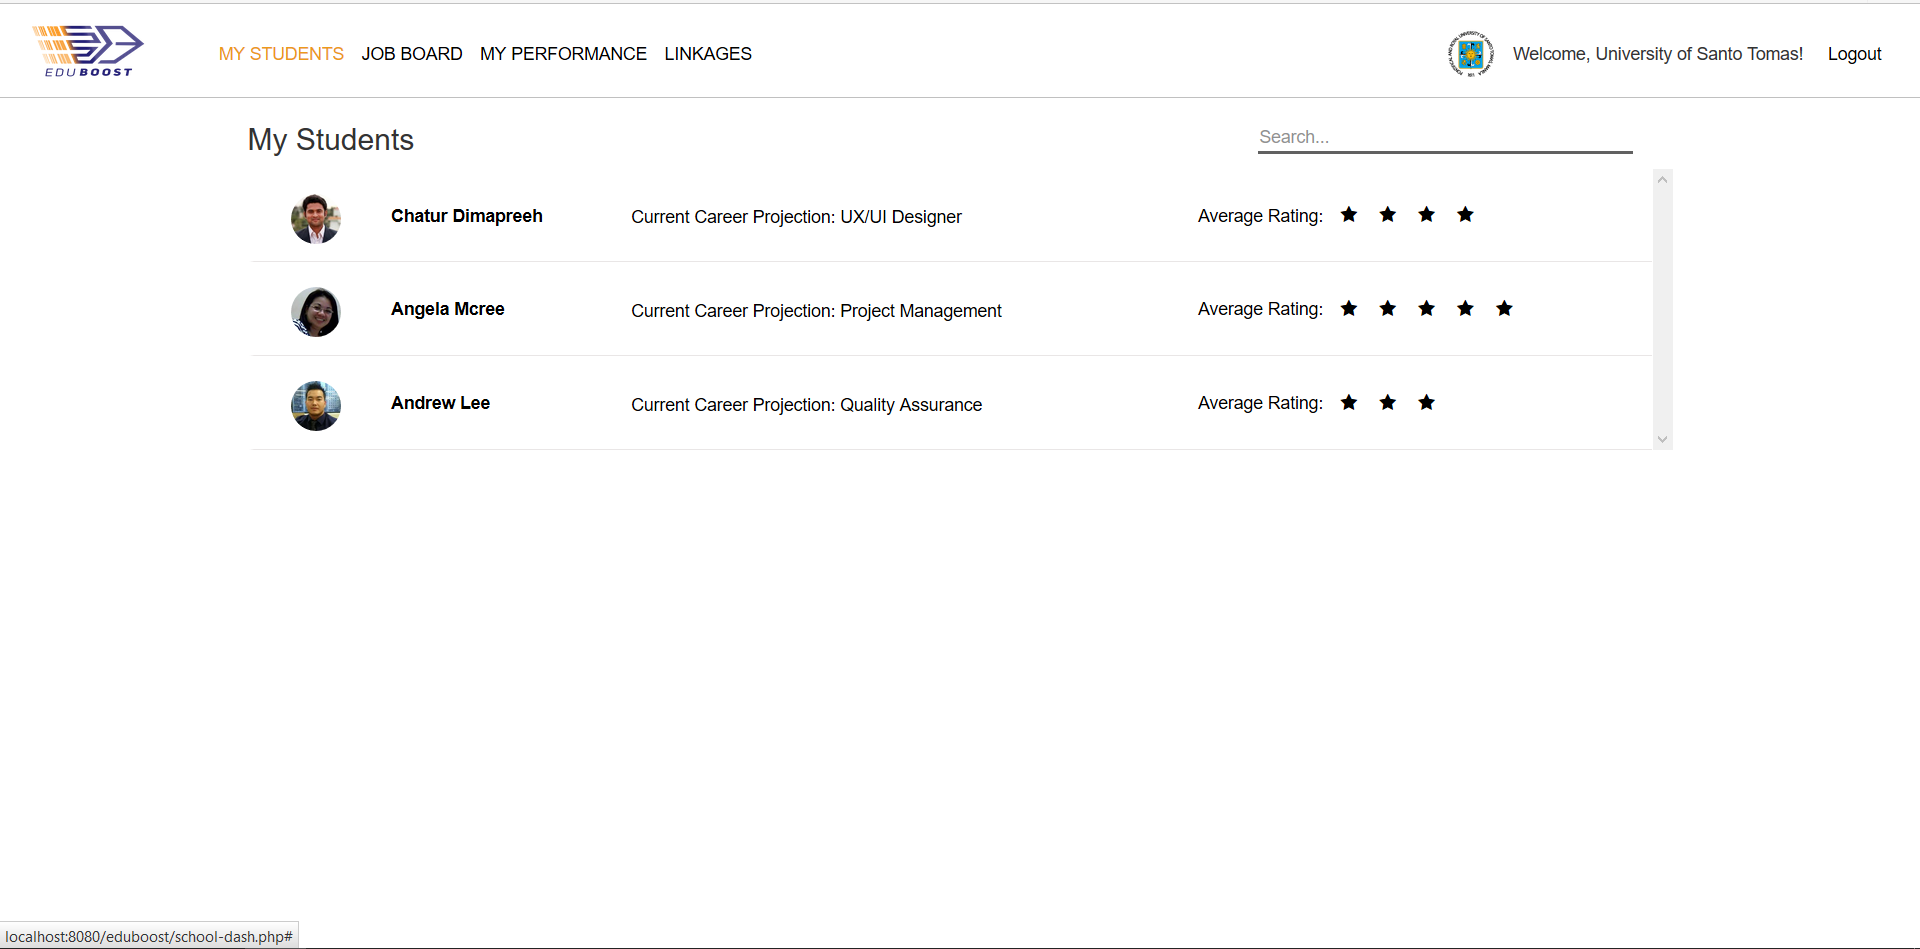 EDUBOOST
MY STUDENTS JOB BOARD MY PERFORMANCE LINKAGES
Welcome, University of Santo Tomas! Logout
My Students
Search...
Chatur Dimapreeh Current Career Projection: UX/UI Designer Average Rating: ★ ★ ★ ★
Angela Mcree Current Career Projection: Project Management Average Rating: ★ ★ ★ ★ ★
Andrew Lee Current Career Projection: Quality Assurance Average Rating: ★ ★ ★
localhost:8080/eduboost/school-dash.php#